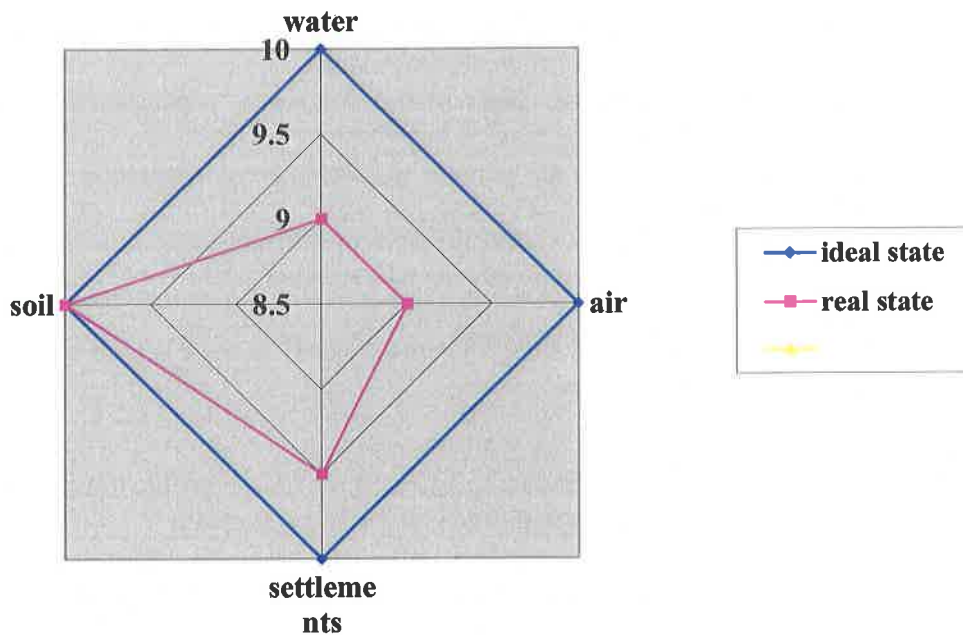 water
10
9.5
9
soil
8.5
air
settleme
nts
ideal state
real state